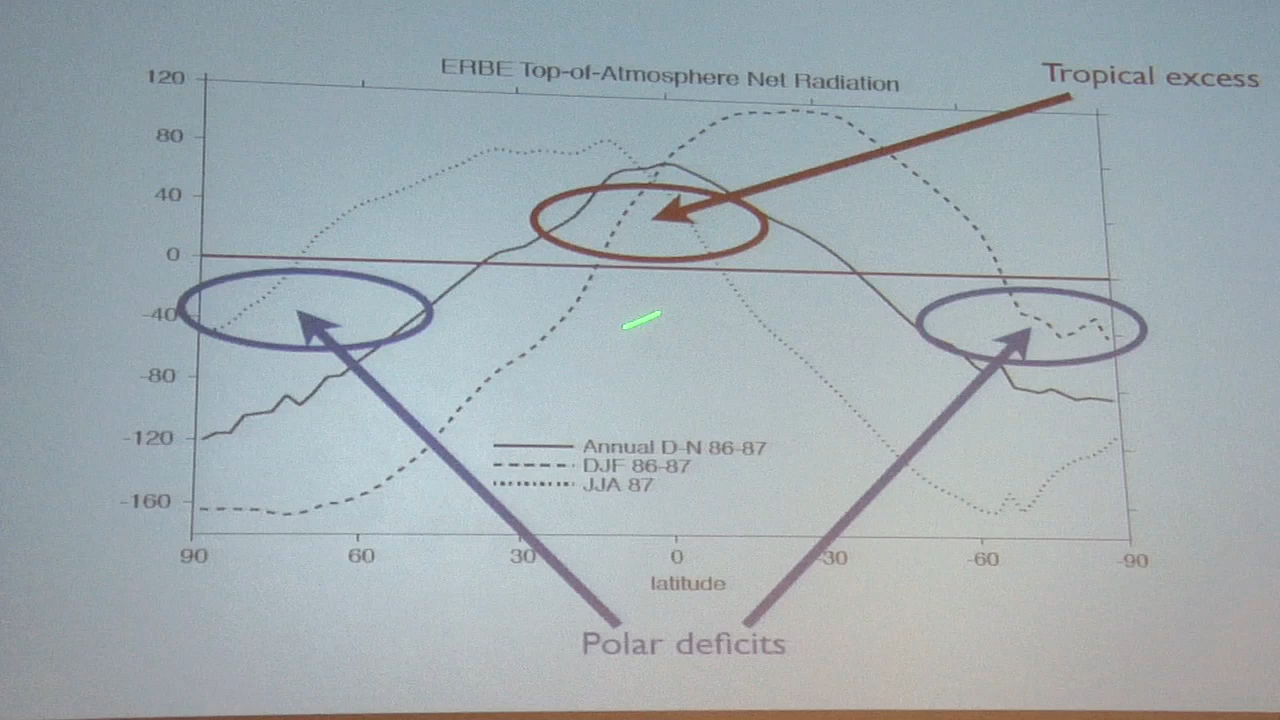 ERBE Top-of-Atmosphere Net Radiation
Tropical excess
120
80
40
0
-40
-80
-120
-160
Annual D-N 86-87
DJF 86-87
JJA 87
90 60 30 0 -30 -60 -90
latitude
Polar deficits